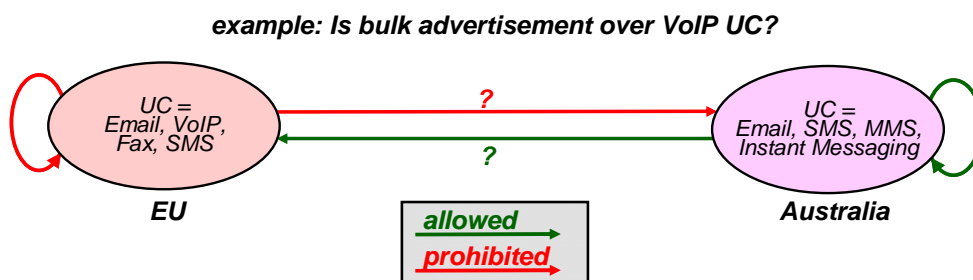 example: Is bulk advertisement over VoIP UC?
UC =
Email, VoIP,
Fax, SMS
EU
?
?
UC =
Email, SMS, MMS,
Instant Messaging
Australia
allowed
prohibited